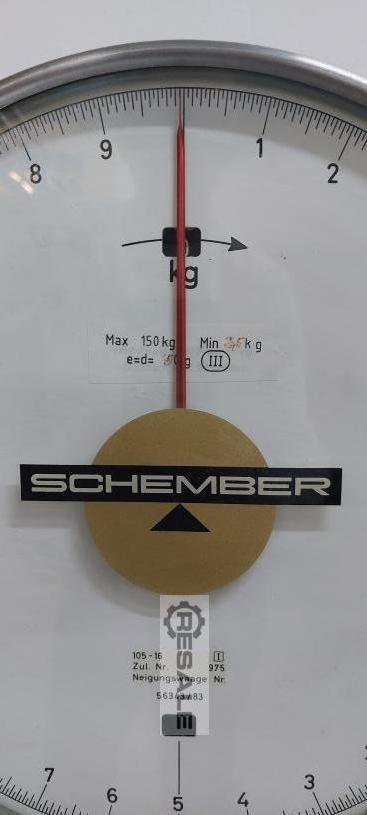 9 1
8 2
kg
Max 150 kg Min k g
e=d= g III
SCHEMBER
RESALE
105-16 I
Zul. Nr. 975
Neigungswaage Nr.
7 3
6 5 4